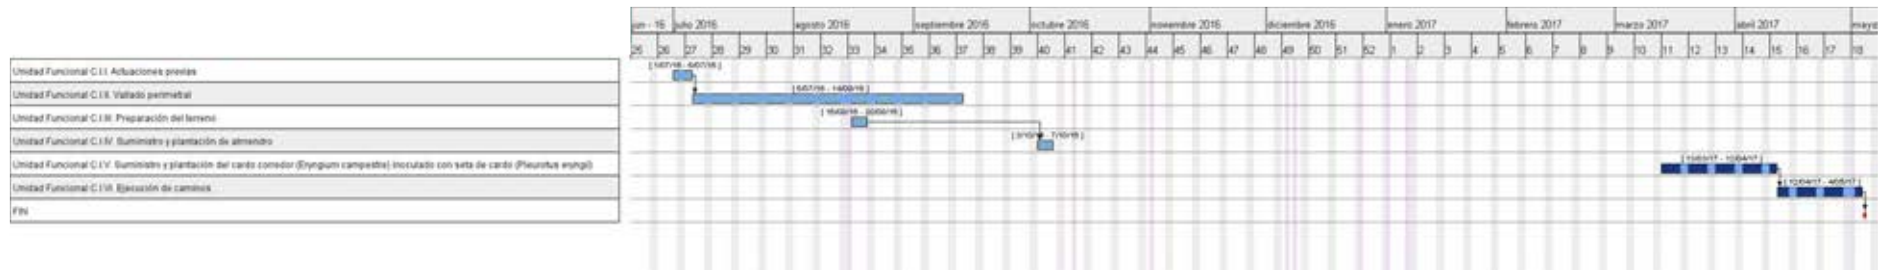 jun - 16 julio 2016 agosto 2016 septiembre 2016 octubre 2016 noviembre 2016 diciembre 2016 enero 2017 febrero 2017 marzo 2017 abril 2017 mayo
25 26 27 28 29 30 31 32 33 34 35 36 37 38 39 40 41 42 43 44 45 46 47 48 49 50 51 52 1 2 3 4 5 6 7 8 9 10 11 12 13 14 15 16 17 18
Unidad Funcional C.I.I. Actuaciones previas
Unidad Funcional C.I.II. Vallado perimetral
Unidad Funcional C.I.III. Preparación del terreno
Unidad Funcional C.I.IV. Suministro y plantación de almendro
Unidad Funcional C.I.V. Suministro y plantación del cardo corredor (Eryngium campestre) inoculado con seta de cardo (Pleurotus eryngii)
Unidad Funcional C.I.VI. Ejecución de caminos
FIN